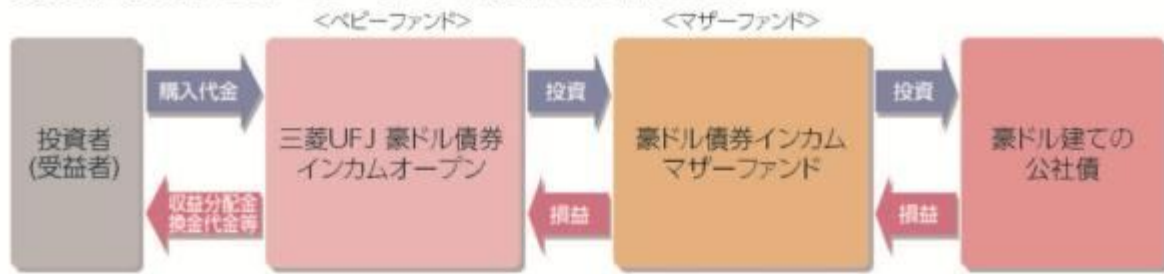 <ベビーファンド>
<マザーファンド>
購入代金
投資
投資
投資者
(受益者)
三菱UFJ 豪ドル債券
インカムオープン
豪ドル債券インカム
マザーファンド
豪ドル建ての
公社債
収益分配金
換金代金等
損益
損益